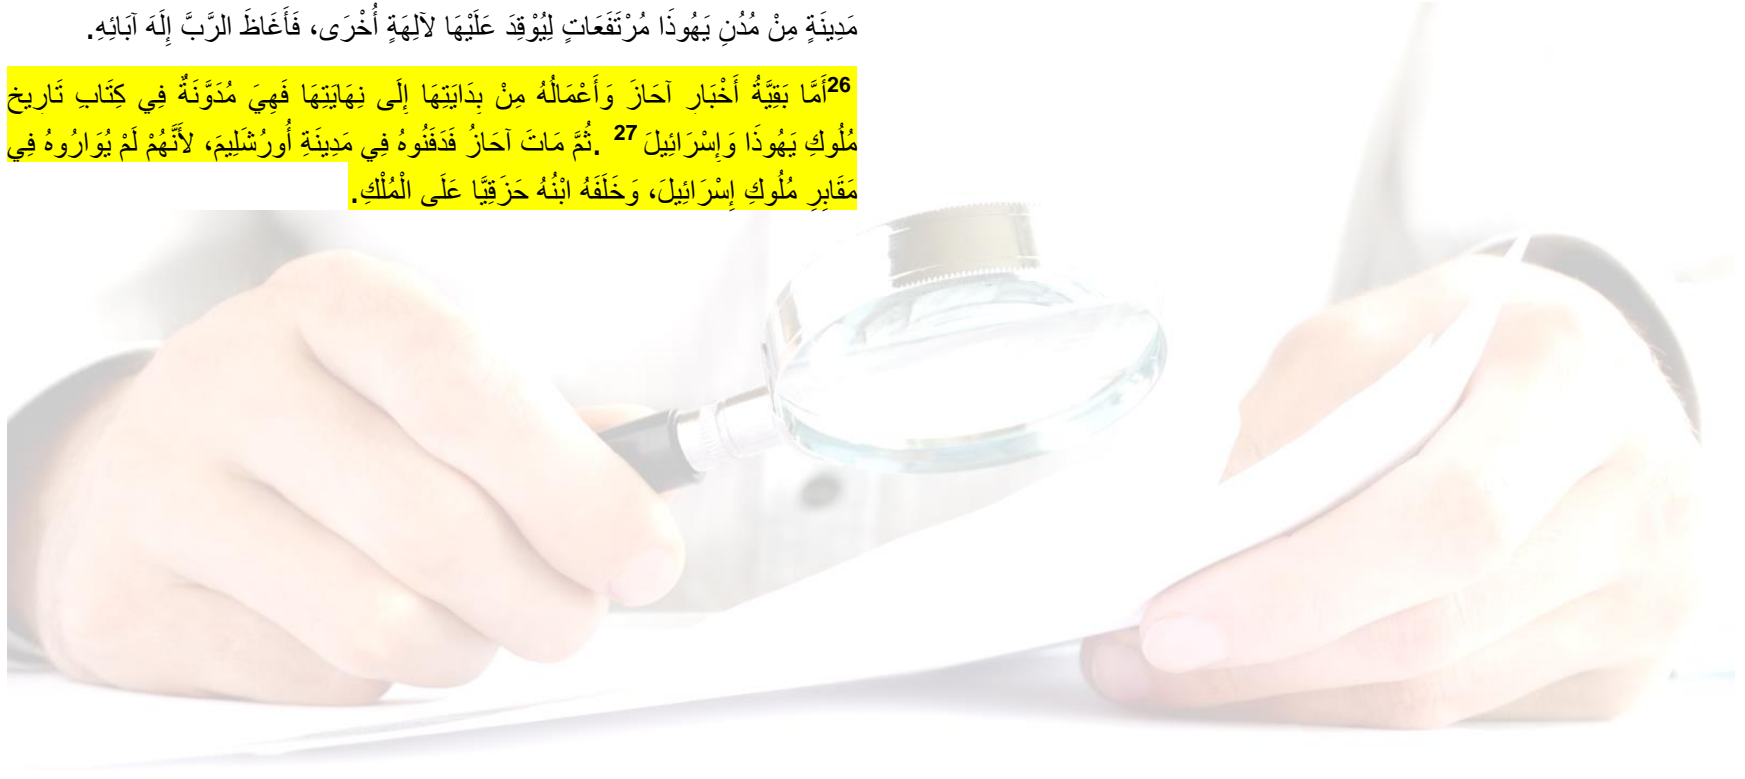 مَدِينَةٍ مِنْ مُدُنِ يَهُوذَا مُرْتَفَعَاتٍ لِيُوْقِدَ عَلَيْهَا لآلِهَةٍ أُخْرَى، فَأَغَاظَ الرَّبَّ إِلَهَ آبَائِهِ.
26أَمَّا بَقِيَّةُ أَخْبَارِ آحَازَ وَأَعْمَالُهُ مِنْ بِدَايَتِهَا إِلَى نِهَايَتِهَا فَهِيَ مُدَوَّنَةٌ فِي كِتَابِ تَارِيخِ
مُلُوكِ يَهُوذَا وَإِسْرَائِيلَ 27 .ثُمَّ مَاتَ آحَازُ فَدَفَنُوهُ فِي مَدِينَةِ أُورُشَلِيمَ، لأَنَّهُمْ لَمْ يُوَارُوهُ فِي
مَقَابِرِ مُلُوكِ إِسْرَائِيلَ، وَخَلَفَهُ ابْنُهُ حَزَقِيَّا عَلَى الْمُلْكِ.